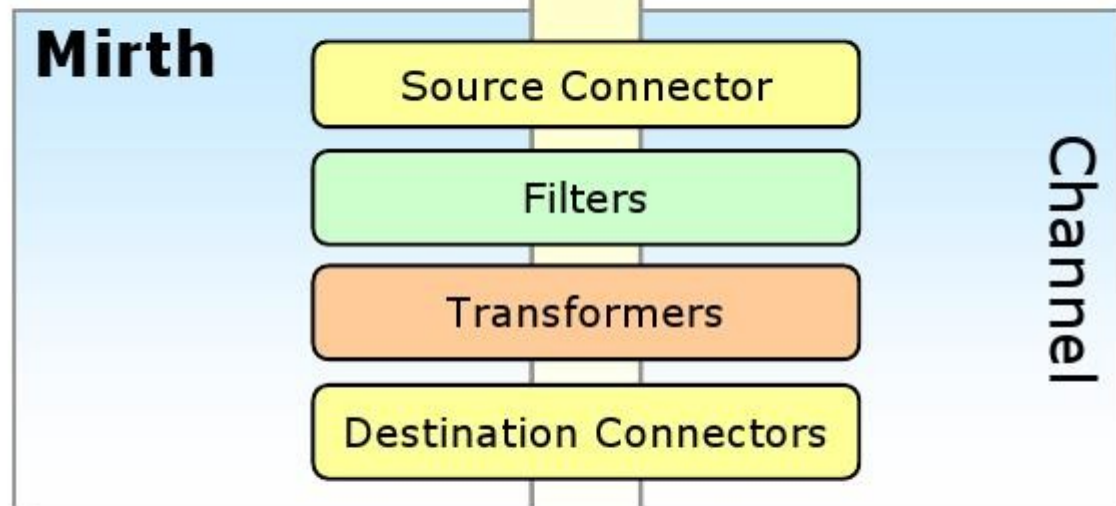 Mirth
Source Connector
Filters
Transformers
Destination Connectors
Channel